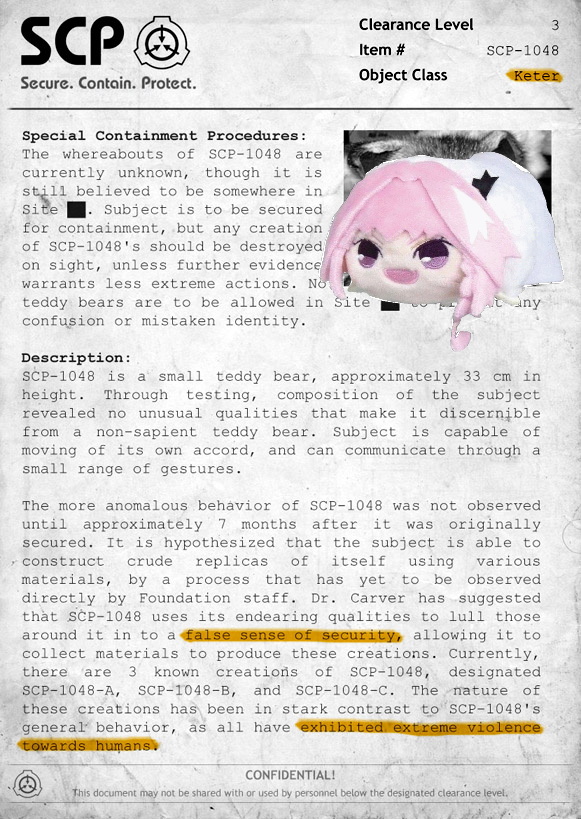 SCP
Secure. Contain. Protect.
Clearance Level 3
Item # SCP-1048
Object Class Keter
Special Containment Procedures:
The whereabouts of SCP-1048 are
currently unknown, though it is
still believed to be somewhere in
Site █. Subject is to be secured
for containment, but any creation
of SCP-1048's should be destroyed
on sight, unless further evidence
warrants less extreme actions. No
teddy bears are to be allowed in Site █ to any
confusion or mistaken identity.
Description:
SCP-1048 is a small teddy bear, approximately 33 cm in
height. Through testing, composition of the subject
revealed no unusual qualities that make it discernible
from a non-sapient teddy bear. Subject is capable of
moving of its own accord, and can communicate through a
small range of gestures.
The more anomalous behavior of SCP-1048 was not observed
until approximately 7 months after it was originally
secured. It is hypothesized that the subject is able to
construct crude replicas of itself using various
materials, by a process that has yet to be observed
directly by Foundation staff. Dr. Carver has suggested
that SCP-1048 uses its endearing qualities to lull those
around it in to a false sense of security, allowing it to
collect materials to produce these creations. Currently,
there are 3 known creations of SCP-1048, designated
SCP-1048-A, SCP-1048-B, and SCP-1048-C. The nature of
these creations has been in stark contrast to SCP-1048's
general behavior, as all have exhibited extreme violence
towards humans.
CONFIDENTIAL!
This document may not be shared with or used by personnel below the designated clearance level.